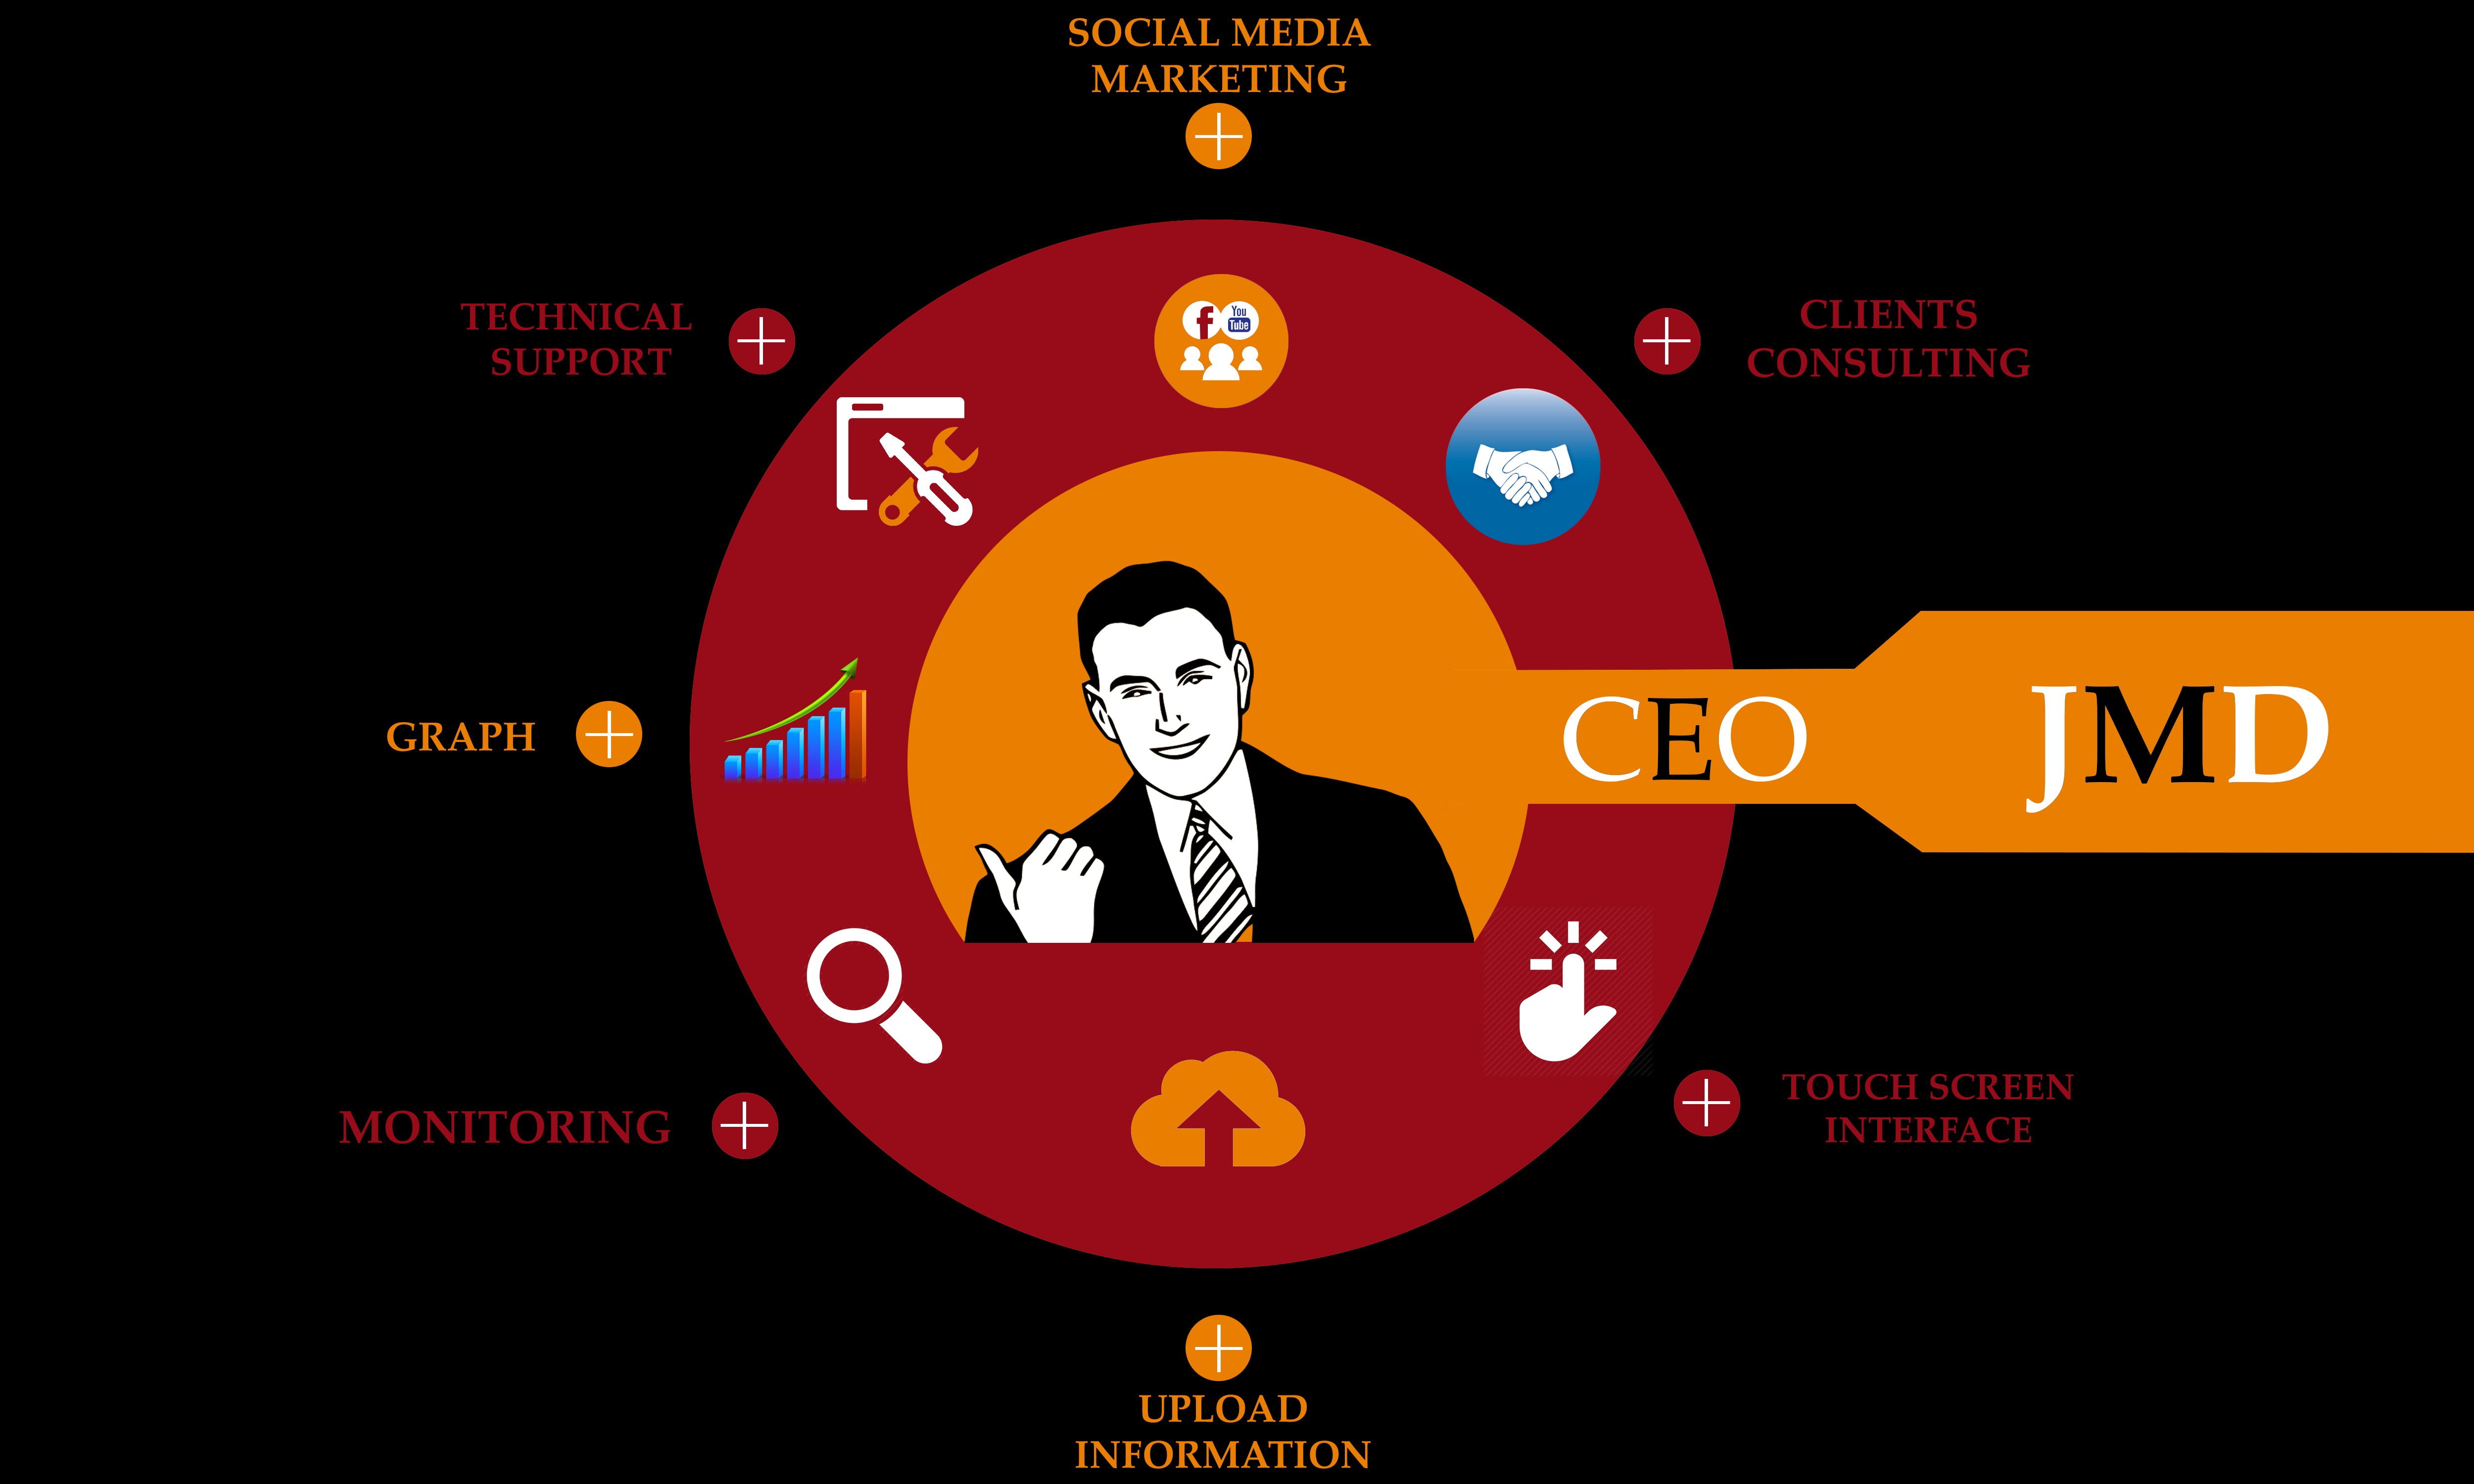 SOCIAL MEDIA
MARKETING
TECHNICAL
SUPPORT
CLIENTS
CONSULTING
f
You
Tube
GRAPH
CEO
JMD
MONITORING
TOUCH SCREEN
INTERFACE
UPLOAD
INFORMATION